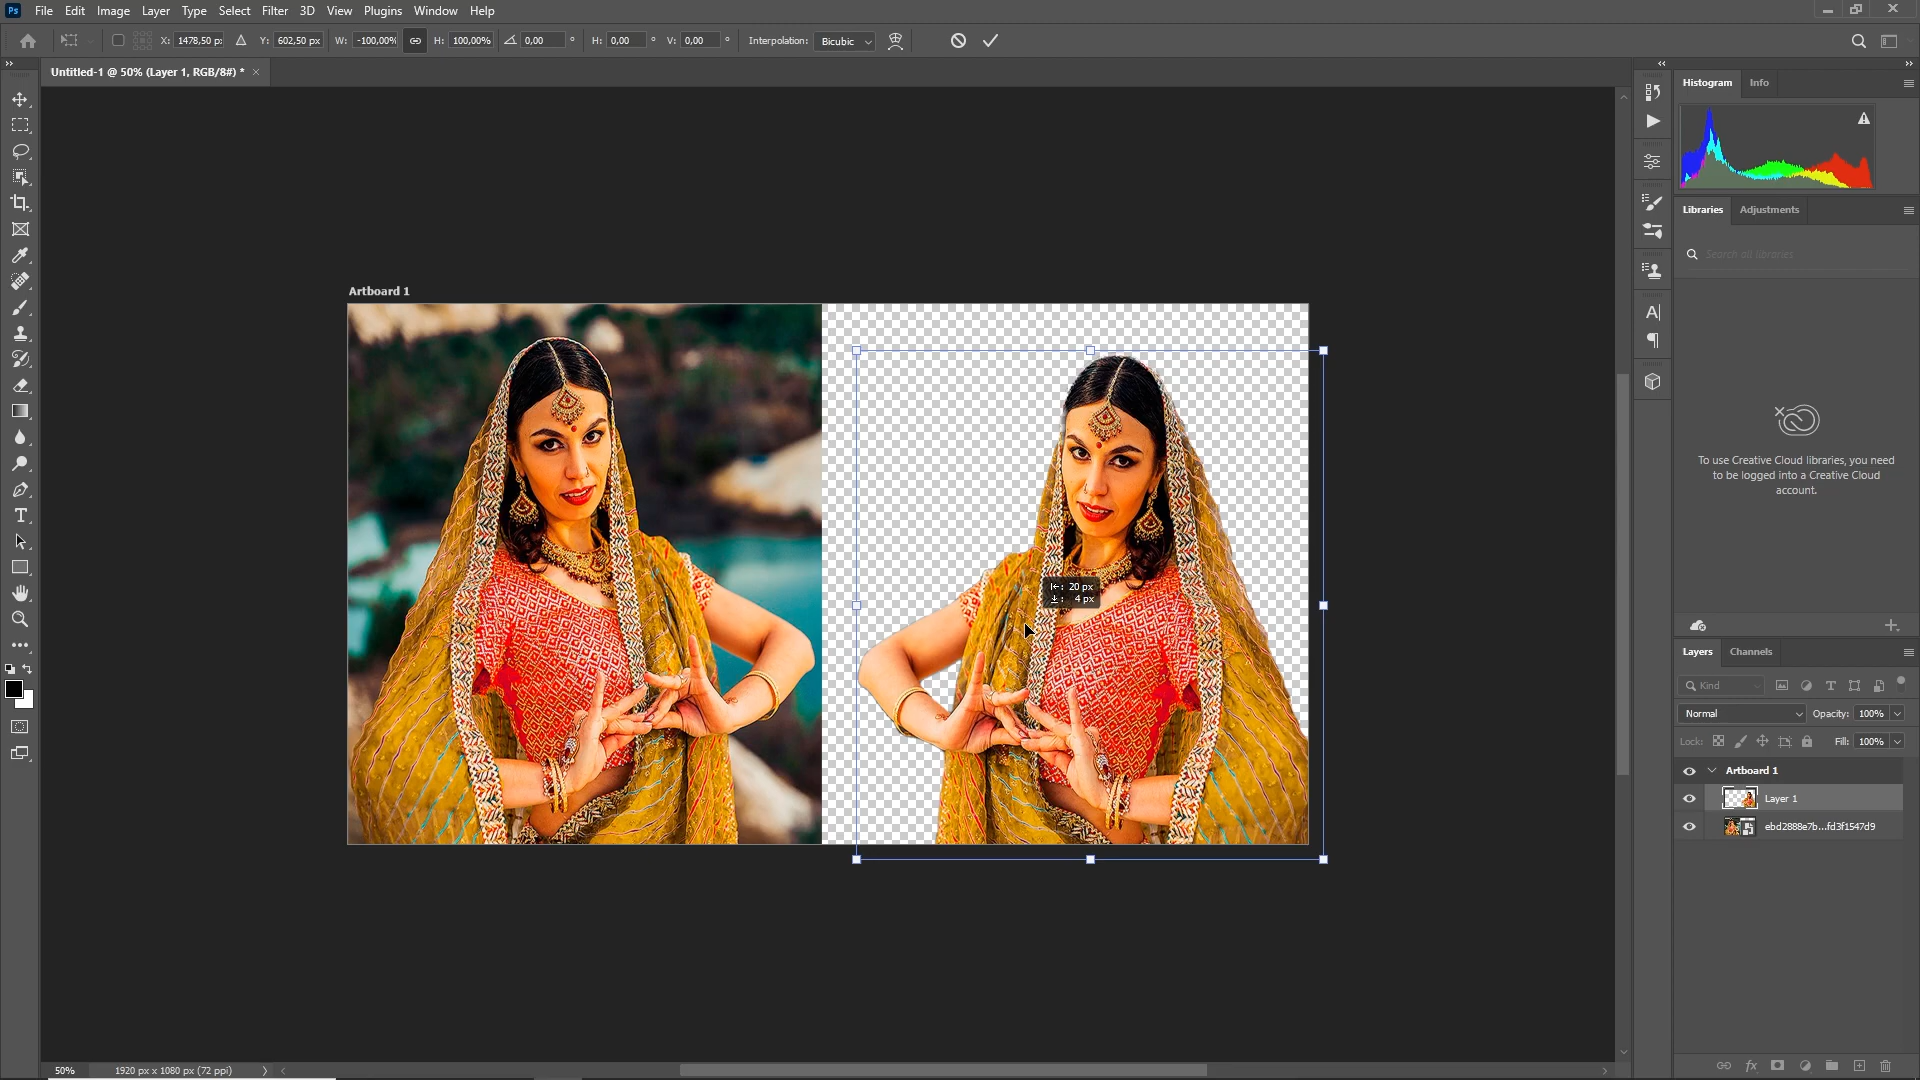 Ps File Edit Image Layer Type Select Filter 3D View Plugins Window Help
X: 1478,50 px Y: 602,50 px W: -100,00% H: 100,00% 0,00 ° H: 0,00 ° V: 0,00 ° Interpolation: Bicubic
Untitled-1 @ 50% (Layer 1, RGB/8#) * ×
Histogram Info
Libraries Adjustments
Search all libraries
Artboard 1
To use Creative Cloud libraries, you need
to be logged into a Creative Cloud
account.
20 px
4 px
Layers Channels
Kind
Normal Opacity: 100%
Lock: Fill: 100%
Artboard 1
Layer 1
ebd2888e7b...fd3f1547d9
50% 1920 px x 1080 px (72 ppi)